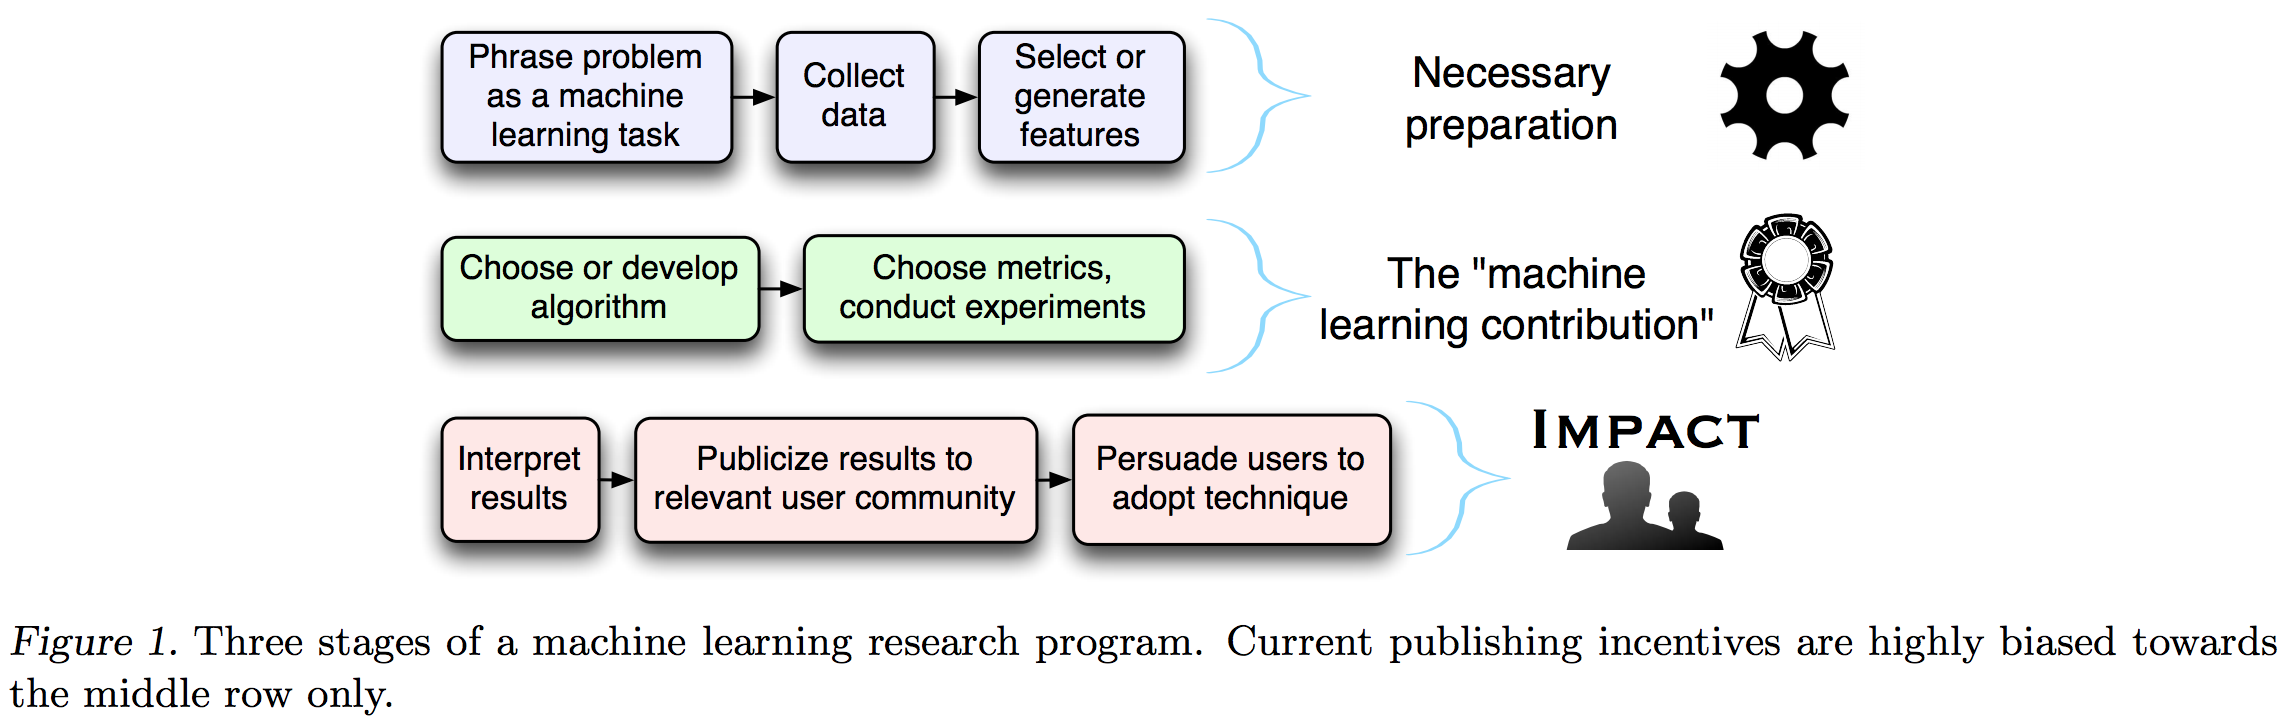 Phrase problem
as a machine
learning task
Collect
data
Select or
generate
features
Necessary
preparation
Choose or develop
algorithm
Choose metrics,
conduct experiments
The "machine
learning contribution"
Interpret
results
Publicize results to
relevant user community
Persuade users to
adopt technique
IMPACT
Figure 1. Three stages of a machine learning research program. Current publishing incentives are highly biased towards
the middle row only.